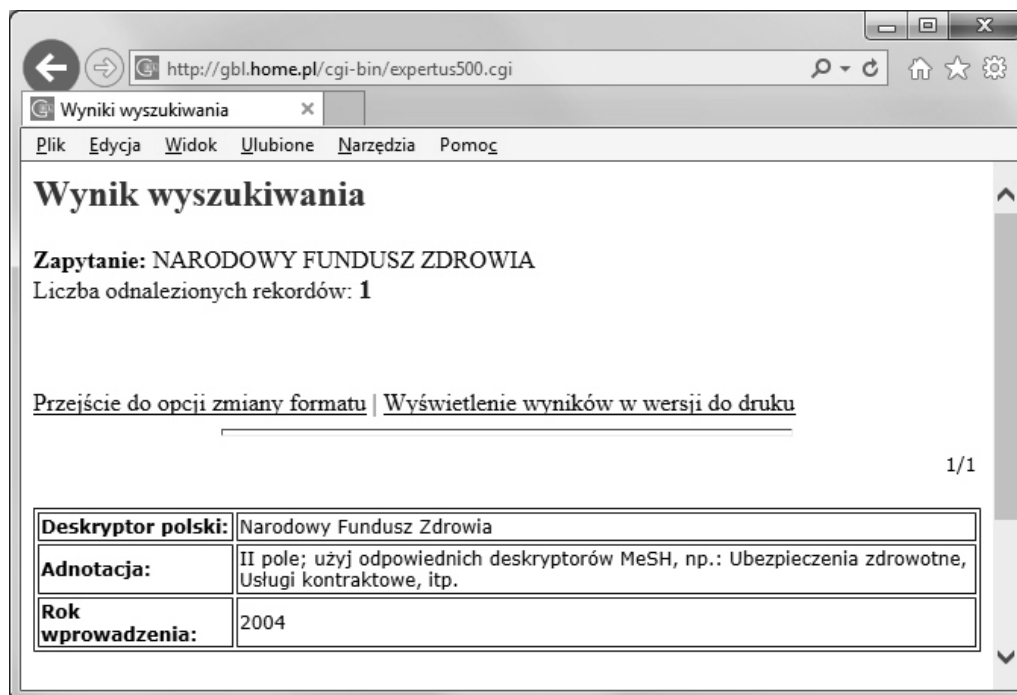 http://gbl.home.pl/cgi-bin/expertus500.cgi
Wyniki wyszukiwania
Plik Edycja Widok Ulubione Narzędzia Pomoc
Wynik wyszukiwania
Zapytanie: NARODOWY FUNDUSZ ZDROWIA
Liczba odnalezionych rekordów: 1
Przejście do opcji zmiany formatu | Wyświetlenie wyników w wersji do druku
1/1
Deskryptor polski: Narodowy Fundusz Zdrowia
Adnotacja: II pole; użyj odpowiednich deskryptorów MeSH, np.: Ubezpieczenia zdrowotne,
Usługi kontraktowe, itp.
Rok
wprowadzenia: 2004